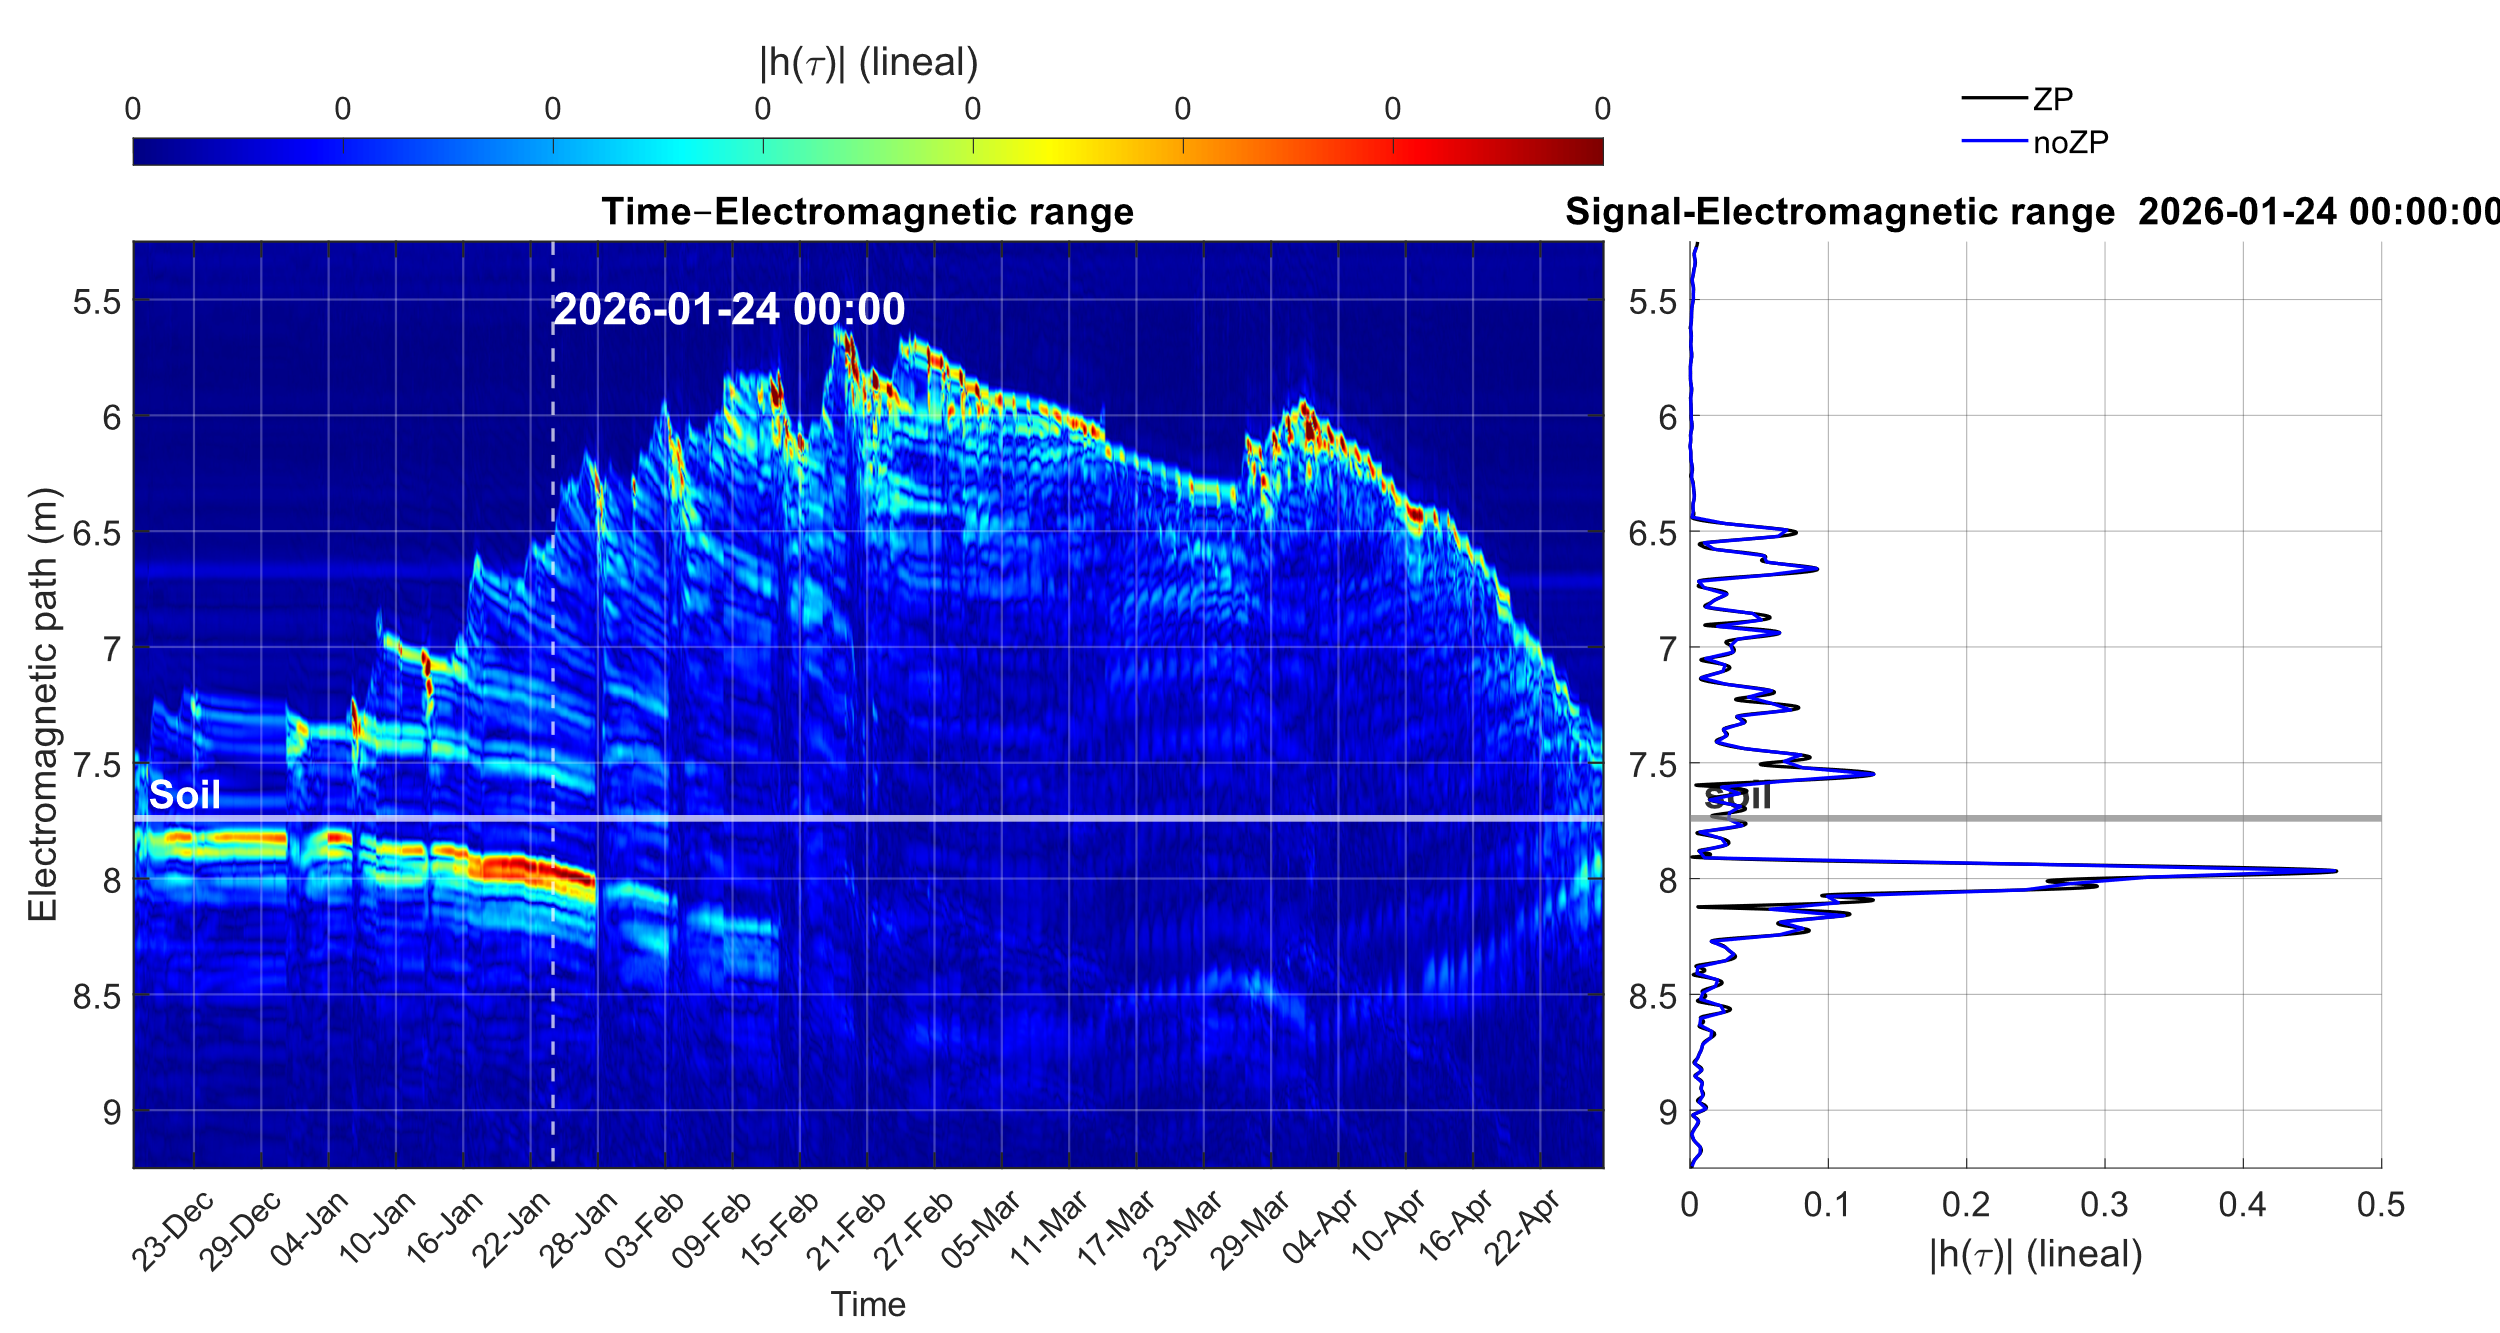 |h(τ)| (lineal)
0 0 0 0 0 0 0 0
ZP
noZP
Time−Electromagnetic range
Signal-Electromagnetic range 2026-01-24 00:00:00
2026-01-24 00:00
Electromagnetic path (m)
5.5
6
6.5
7
7.5
8
8.5
9
Soil
5.5
6
6.5
7
7.5
8
8.5
9
Soil
23-Dec 29-Dec 04-Jan 10-Jan 16-Jan 22-Jan 28-Jan 03-Feb 09-Feb 15-Feb 21-Feb 27-Feb 05-Mar 11-Mar 17-Mar 23-Mar 29-Mar 04-Apr 10-Apr 16-Apr 22-Apr
Time
0 0.1 0.2 0.3 0.4 0.5
|h(τ)| (lineal)